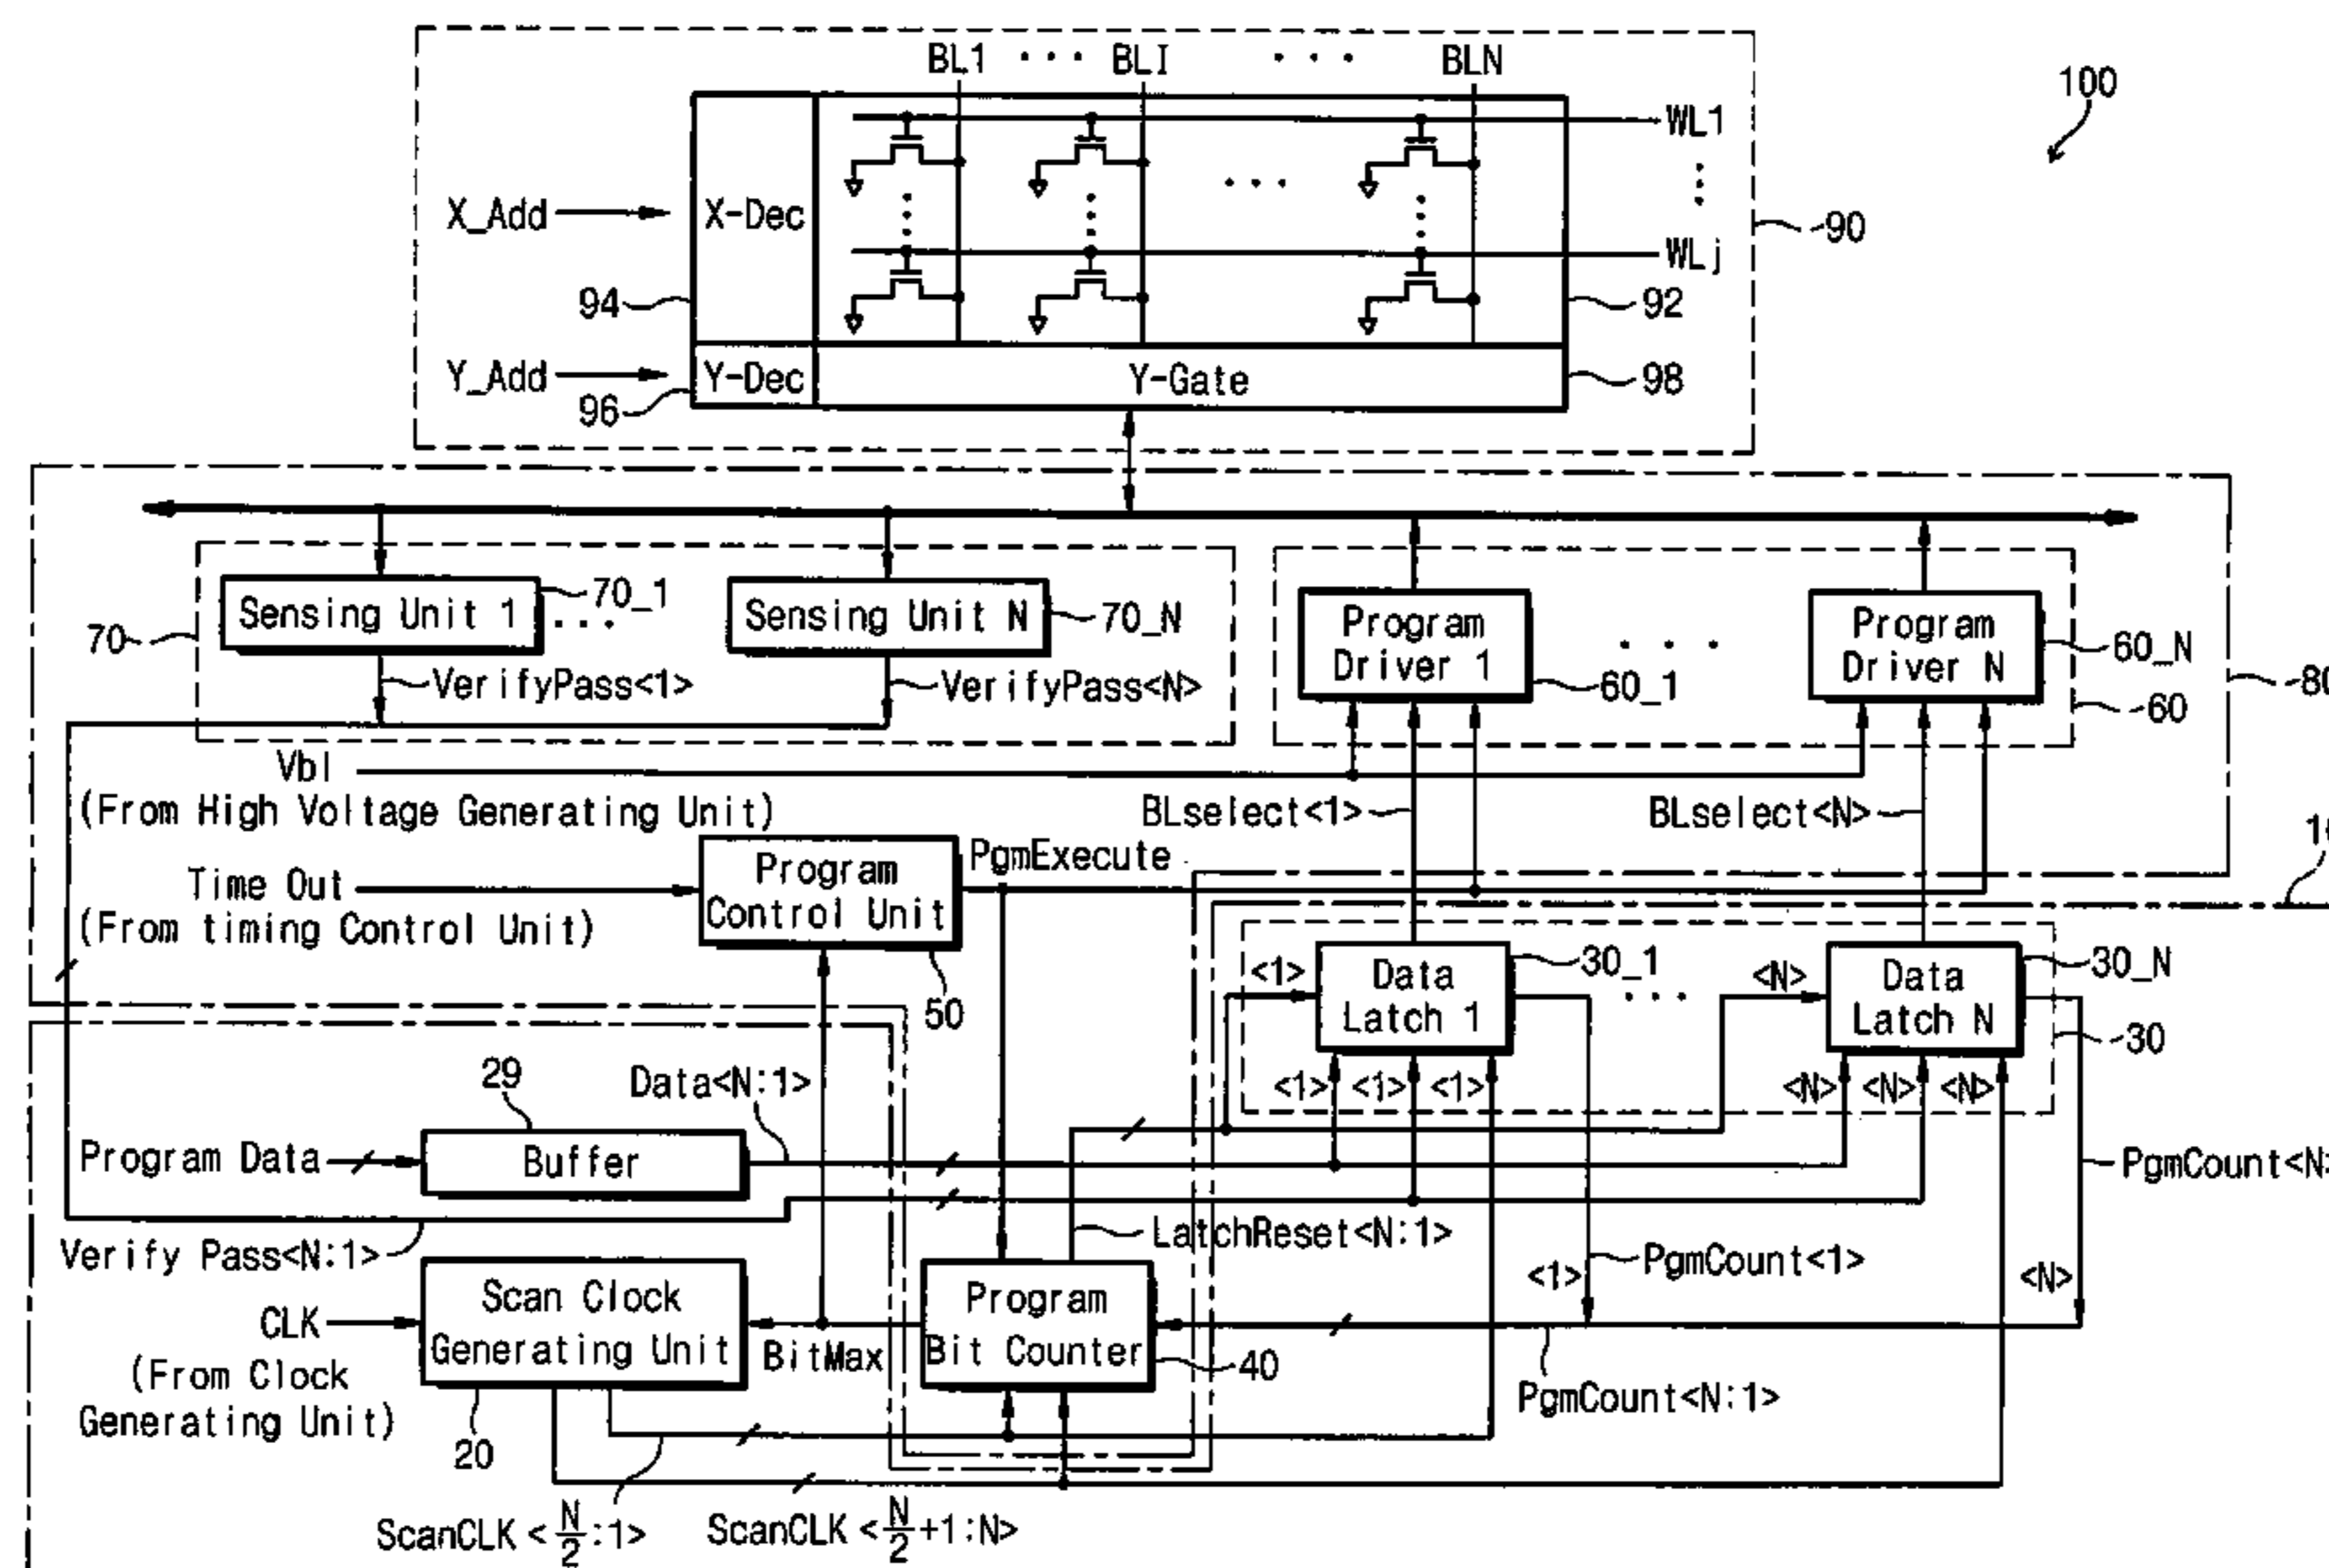 BL1 ··· BLI ··· BLN
100
WL1
X_Add
X-Dec
90
WLj
94
92
Y_Add
Y-Dec
Y-Gate
98
96
Sensing Unit 1
70_1
Sensing Unit N
70_N
70
Program
Driver 1
60_1
Program
Driver N
60_N
60
VerifyPass<1>
VerifyPass<N>
Vbl
(From High Voltage Generating Unit)
BLselect<1>
BLselect<N>
Time Out
(From timing Control Unit)
Program
Control Unit
PgmExecute
50
<1>
Data
Latch 1
30_1
<N>
Data
Latch N
30_N
30
29
Data<N:1>
<1> <1> <1>
<N> <N> <N>
Program Data
Buffer
Verify Pass<N:1>
LatchReset<N:1>
PgmCount<1>
<1>
<N>
CLK
(From Clock
Generating Unit)
Scan Clock
Generating Unit
20
BitMax
Program
Bit Counter
40
PgmCount<N:1>
ScanCLK <N/2:1>
ScanCLK <N/2+1:N>